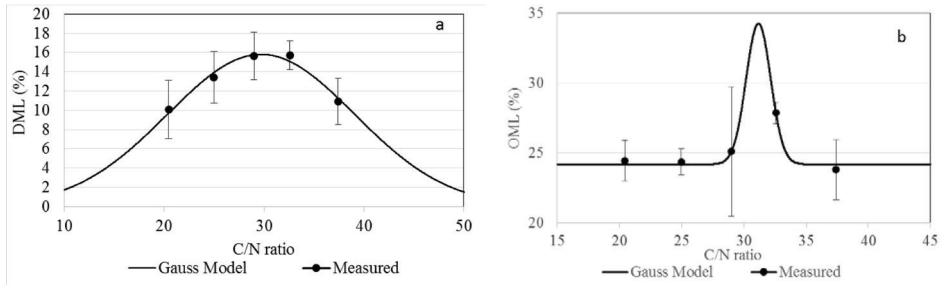 a
20
18
16
14
12
10
8
6
4
2
0
DML (%)
10 20 30 40 50
C/N ratio
Gauss Model Measured
b
35
30
25
20
OML (%)
15 20 25 30 35 40 45
C/N ratio
Gauss Model Measured